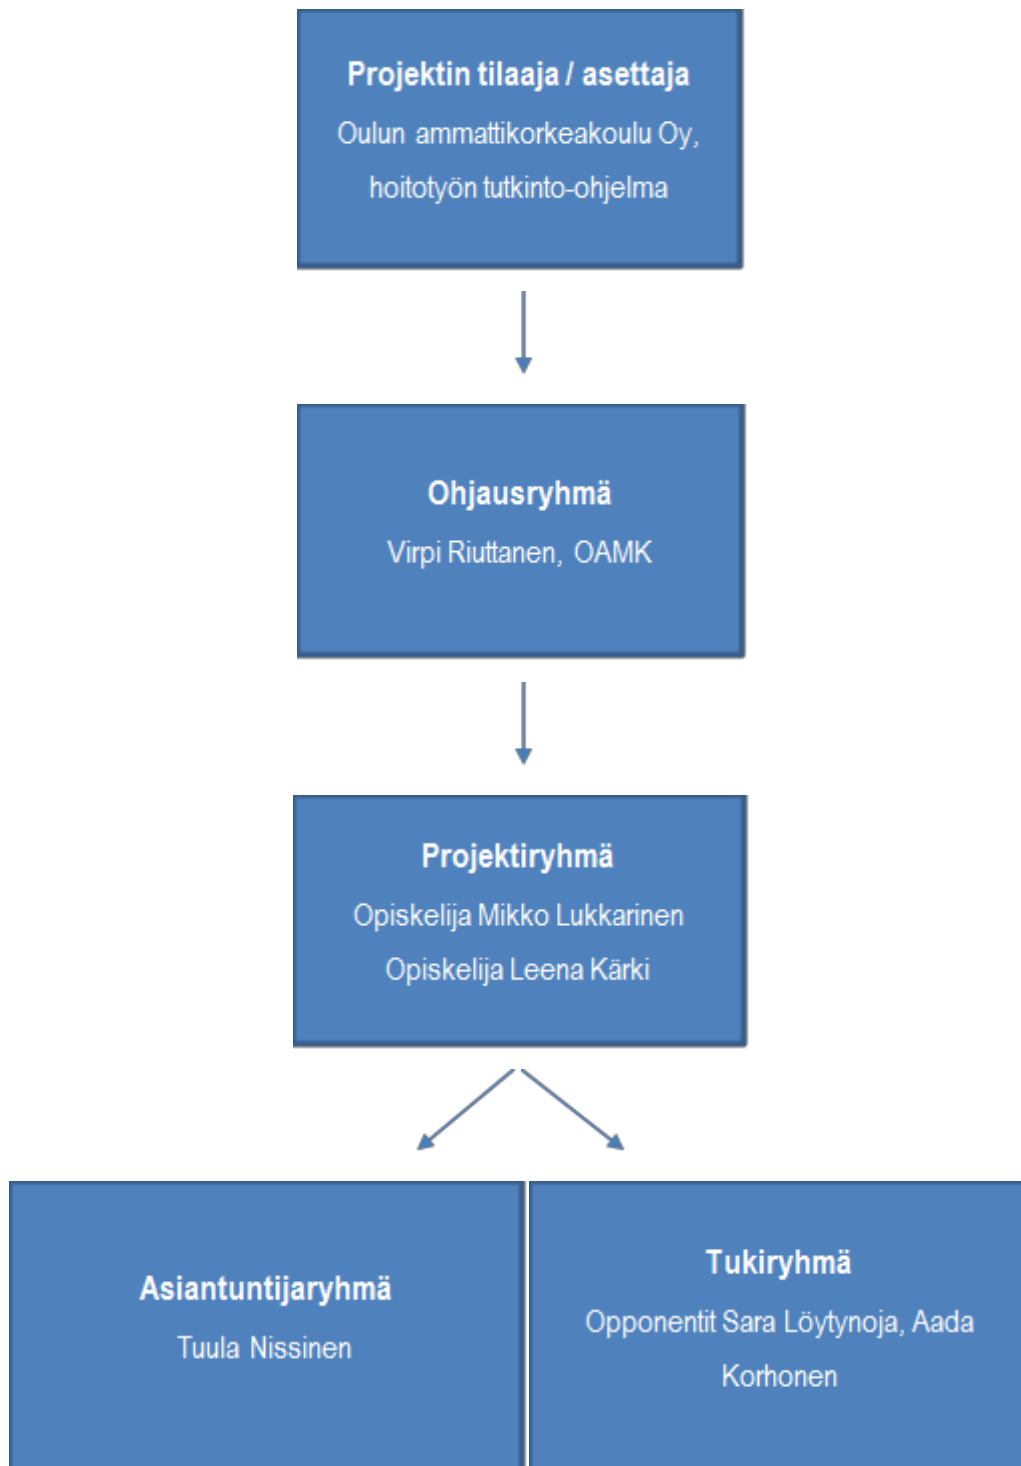 Projektin tilaaja / asettaja
Oulun ammattikorkeakoulu Oy,
hoitotyön tutkinto-ohjelma
Ohjausryhmä
Virpi Riuttanen, OAMK
Projektiryhmä
Opiskelija Mikko Lukkarinen
Opiskelija Leena Kärki
Asiantuntijaryhmä
Tuula Nissinen
Tukiryhmä
Opponentit Sara Löytynoja, Aada
Korhonen